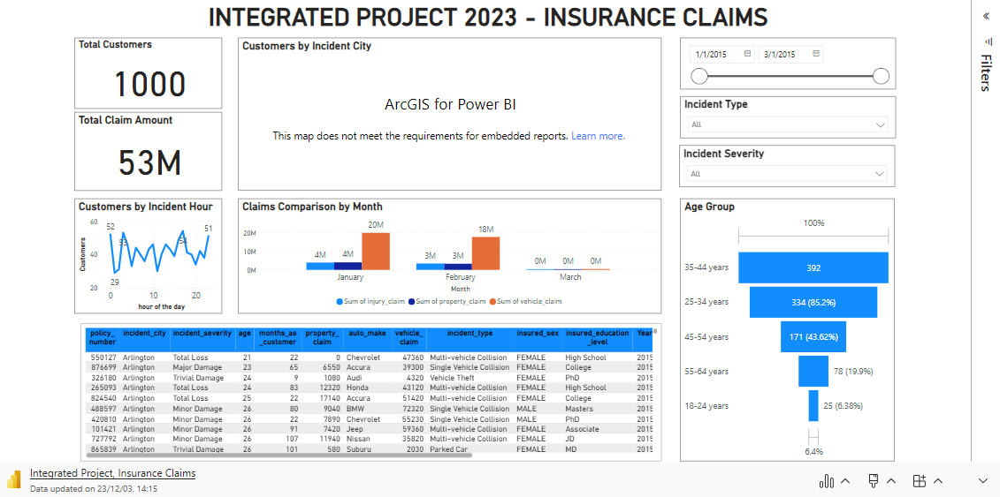 INTEGRATED PROJECT 2023 - INSURANCE CLAIMS
Total Customers
1000
Total Claim Amount
53M
Customers by Incident City
ArcGIS for Power BI
This map does not meet the requirements for embedded reports. Learn more.
1/1/2015 3/1/2015
Incident Type
All
Incident Severity
All
Filters
Customers by Incident Hour
Customers
60
40
20
52
53
29
54
51
0 10 20
hour of the day
Claims Comparison by Month
20M
10M
0M
4M 4M 20M
3M 3M 18M
0M 0M 0M
January February March
Month
Sum of injury_claim Sum of property_claim Sum of vehicle_claim
Age Group
100%
35-44 years 392
25-34 years 334 (85.2%)
45-54 years 171 (43.62%)
55-64 years 78 (19.9%)
18-24 years 25 (6.38%)
6.4%
policy_number incident_city incident_severity age months_as_customer property_claim auto_make vehicle_claim incident_type insured_sex insured_education_level Year
550127 Arlington Total Loss 21 22 0 Chevrolet 47360 Multi-vehicle Collision FEMALE High School 2015
876699 Arlington Major Damage 23 65 6550 Accura 39300 Single Vehicle Collision FEMALE College 2015
326180 Arlington Trivial Damage 24 9 1080 Audi 4320 Vehicle Theft FEMALE PhD 2015
265093 Arlington Total Loss 24 83 12320 Honda 43120 Multi-vehicle Collision FEMALE High School 2015
824540 Arlington Total Loss 25 22 17140 Accura 51420 Multi-vehicle Collision FEMALE College 2015
488597 Arlington Minor Damage 26 80 9040 BMW 72320 Single Vehicle Collision MALE Masters 2015
420810 Arlington Minor Damage 26 22 7890 Chevrolet 55230 Single Vehicle Collision MALE PhD 2015
101421 Arlington Minor Damage 26 91 7420 Jeep 59360 Multi-vehicle Collision FEMALE Associate 2015
727792 Arlington Minor Damage 26 107 11940 Nissan 35820 Multi-vehicle Collision FEMALE JD 2015
865839 Arlington Trivial Damage 26 101 580 Suburu 2030 Parked Car FEMALE MD 2015
Integrated Project, Insurance Claims
Data updated on 23/12/03, 14:15